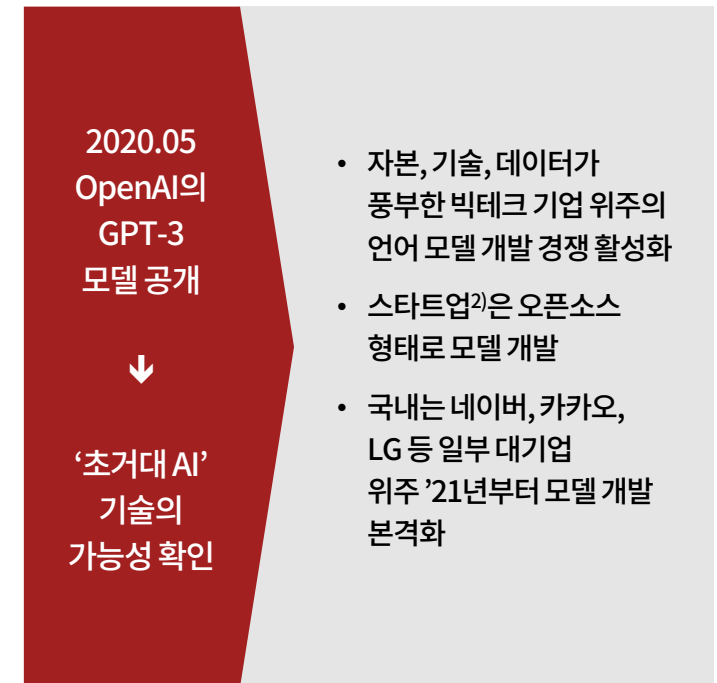 2020.05
OpenAI의
GPT-3
모델 공개
🡻
‘초거대 AI’
기술의
가능성 확인
• 자본, 기술, 데이터가
풍부한 빅테크 기업 위주의
언어 모델 개발 경쟁 활성화
• 스타트업2)은 오픈소스
형태로 모델 개발
• 국내는 네이버, 카카오,
LG 등 일부 대기업
위주 ’21년부터 모델 개발
본격화